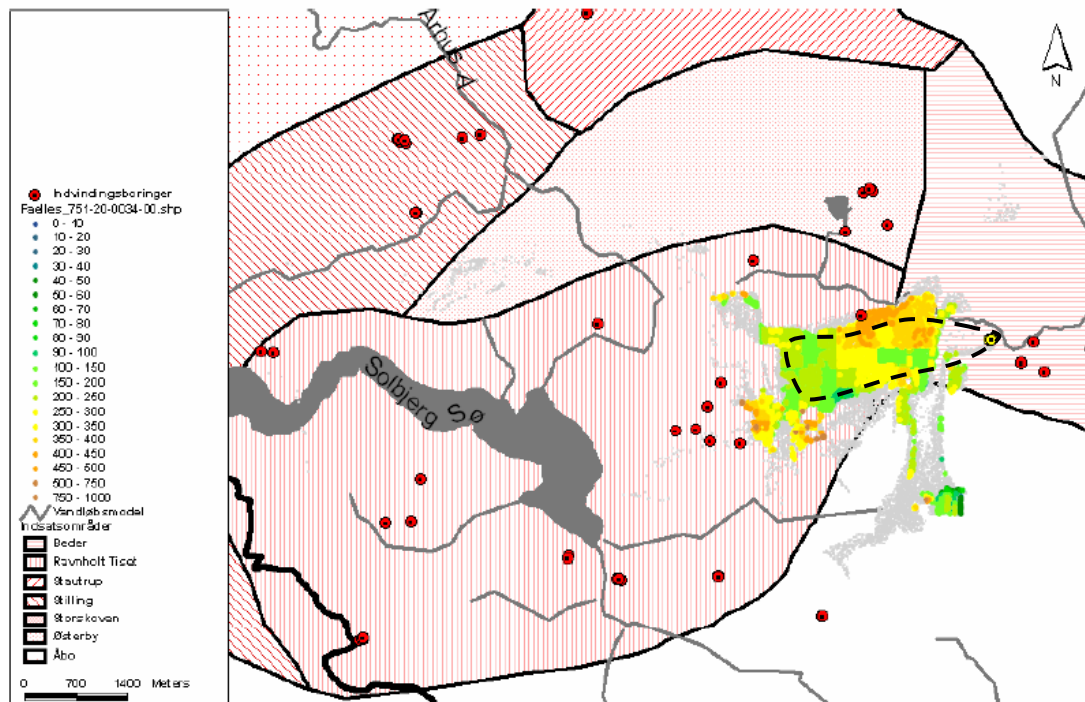 Århus Å
N
Solbjerg Sø
Indvindingsboringer
Faelles_751-20-0034-00.shp
0 - 10
10 - 20
20 - 30
30 - 40
40 - 50
50 - 60
60 - 70
70 - 80
80 - 90
90 - 100
100 - 150
150 - 200
200 - 250
250 - 300
300 - 350
350 - 400
400 - 450
450 - 500
500 - 750
750 - 1000
Vandløbsmodel
Indsatsområder
Beder
Ravnholt Tiset
Stautrup
Stilling
Storskoven
Østerby
Åbo
0 700 1400 Meters